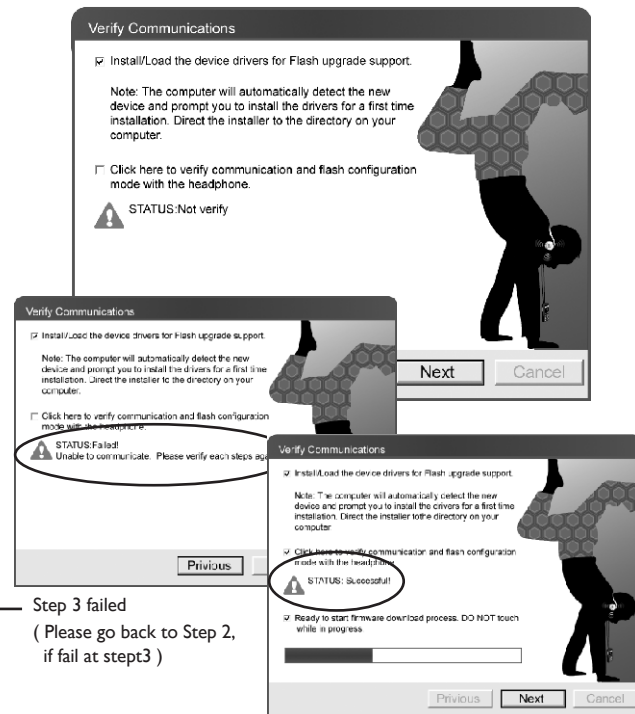 Verify Communications
Install/Load the device drivers for Flash upgrade support.
Note: The computer will automatically detect the new
device and prompt you to install the drivers for a first time
installation. Direct the installer to the directory on your
computer.
Click here to verify communication and flash configuration
mode with the headphone.
STATUS:Not verify
Next
Cancel
Verify Communications
Install/Load the device drivers for Flash upgrade support.
Note: The computer will automatically detect the new
device and prompt you to install the drivers for a first time
installation. Direct the installer to the directory on your
computer.
Click here to verify communication and flash configuration
mode with the headphone.
STATUS:Failed!
Unable to communicate. Please verify each steps
Privious
Step 3 failed
( Please go back to Step 2,
if fail at stept3 )
Verify Communications
Install/Load the device drivers for Flash upgrade support.
Note: The computer will automatically detect the new
device and prompt you to install the drivers for a first time
installation. Direct the installer tothe directory on your
computer
Click here to verify communication and flash configuration
mode with the headphone.
STATUS: Successful!
Ready to start firmware download process. DO NOT touch
while in progress.
Privious
Next
Cancel